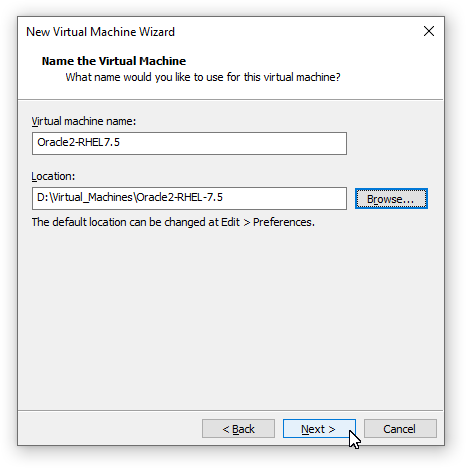 New Virtual Machine Wizard
Name the Virtual Machine
What name would you like to use for this virtual machine?
Virtual machine name:
Oracle2-RHEL7.5
Location:
D:\Virtual_Machines\Oracle2-RHEL-7.5
Browse...
The default location can be changed at Edit > Preferences.
< Back
Next >
Cancel